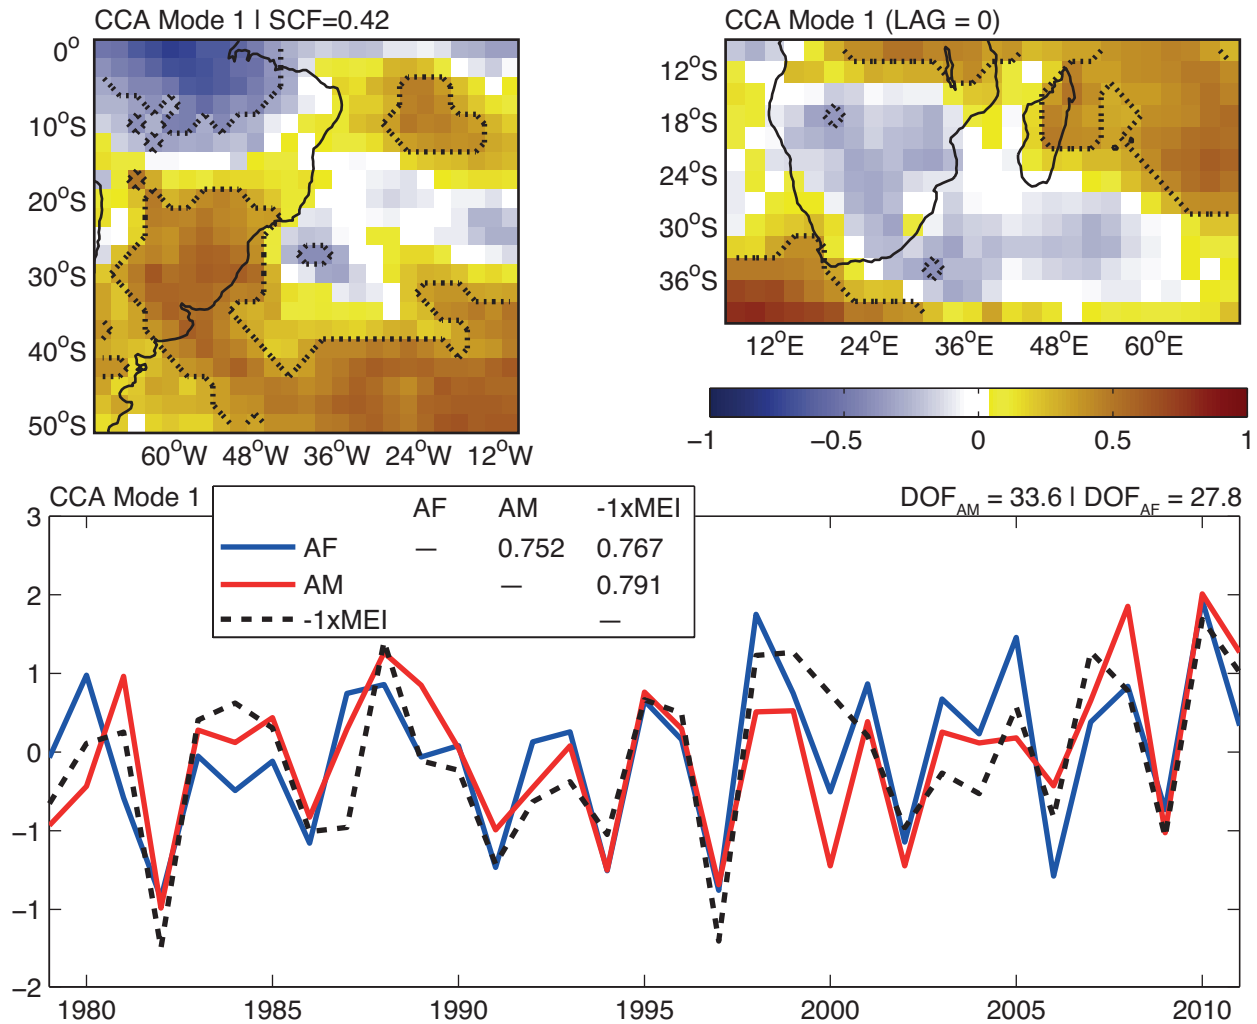 CCA Mode 1 | SCF=0.42
CCA Mode 1 (LAG = 0)
0°
10°S
20°S
30°S
40°S
50°S
60°W 48°W 36°W 24°W 12°W
12°S
18°S
24°S
30°S
36°S
12°E 24°E 36°E 48°E 60°E
−1 −0.5 0 0.5 1
CCA Mode 1
DOF_AM = 33.6 | DOF_AF = 27.8
AF AM -1xMEI
AF — 0.752 0.767
AM — 0.791
-1xMEI —
3
2
1
0
−1
−1
−2
1980 1985 1990 1995 2000 2005 2010